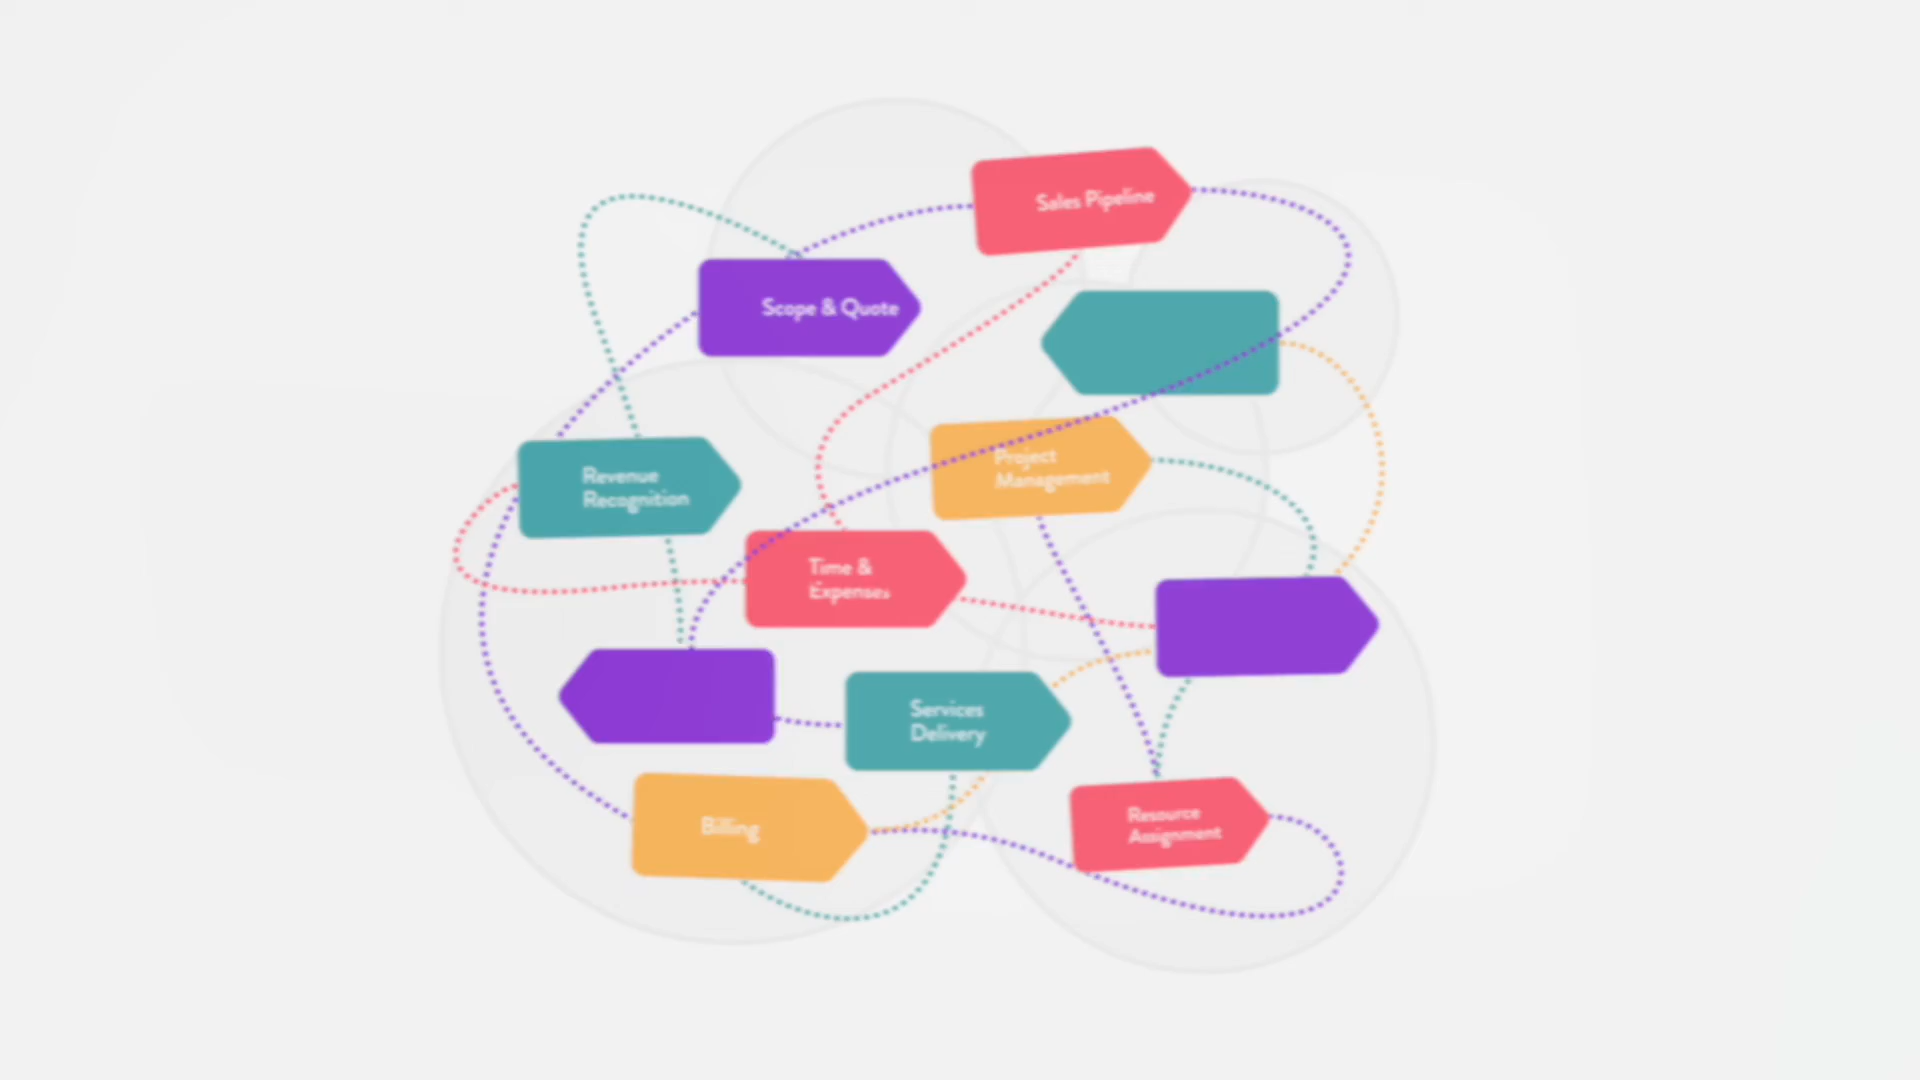 Sales Pipeline
Scope & Quote
Project
Management
Revenue
Recognition
Time &
Expenses
Services
Delivery
Billing
Resource
Assignment